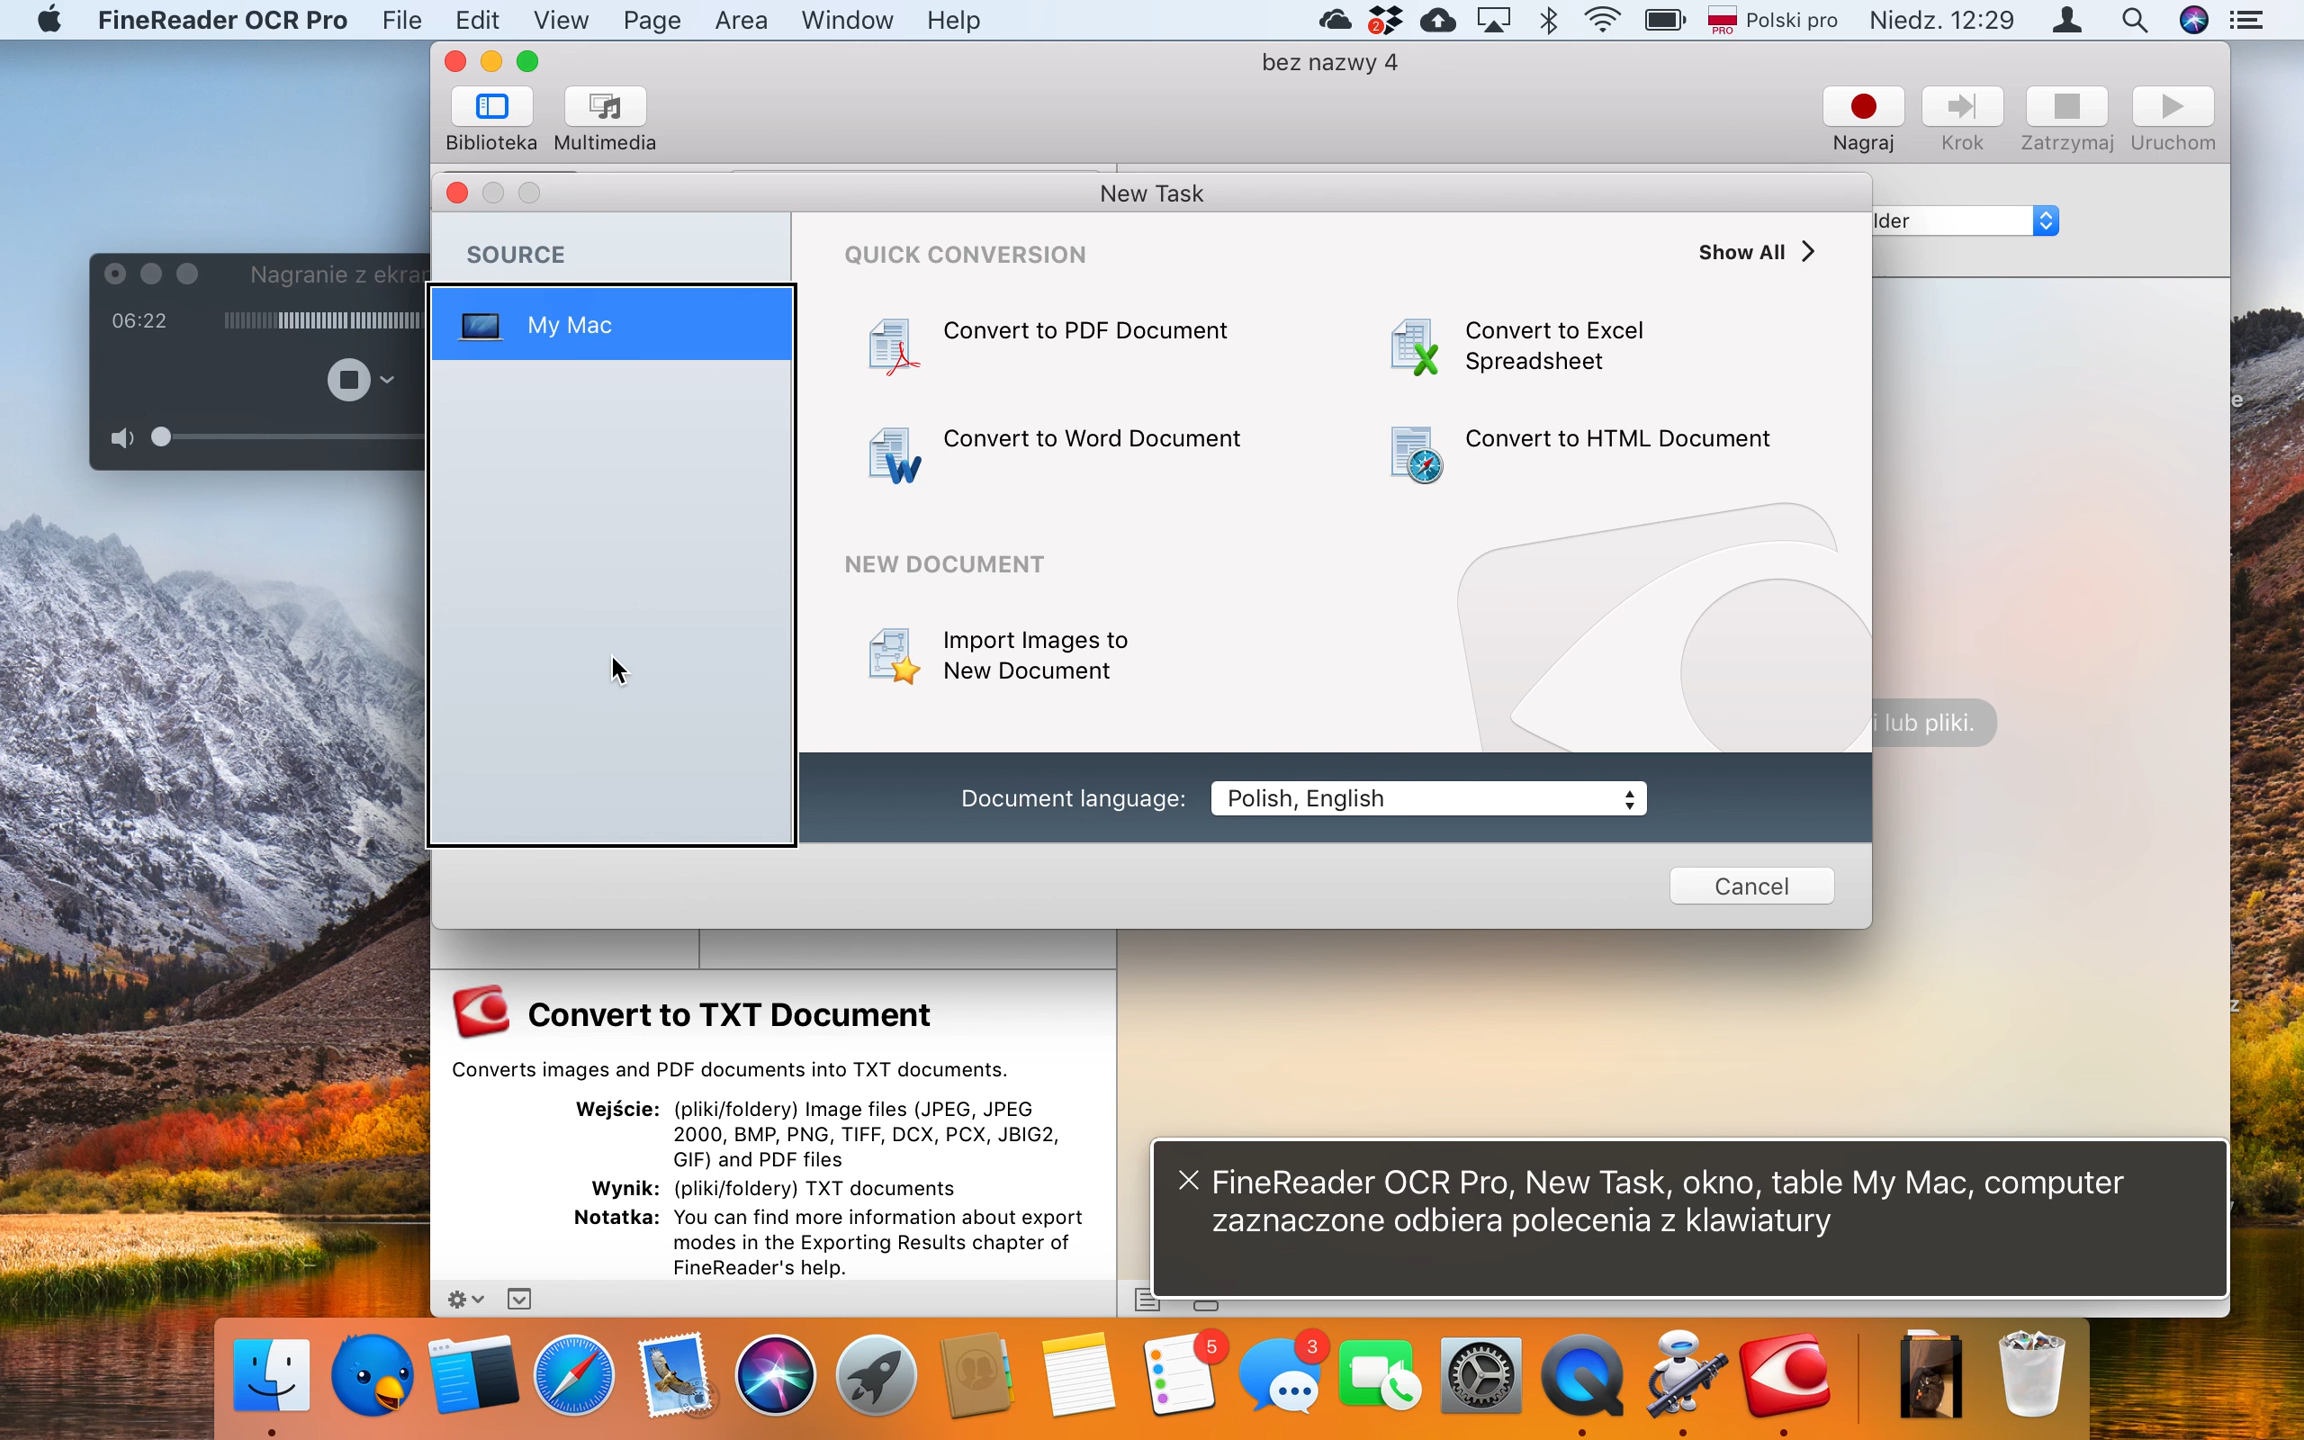 FineReader OCR Pro File Edit View Page Area Window Help 2 PRO Polski pro Niedz. 12:29
bez nazwy 4
Biblioteka Multimedia Nagraj Krok Zatrzymaj Uruchom
New Task
SOURCE
QUICK CONVERSION
Show All
lder
Nagranie z ekran
06:22
My Mac
Convert to PDF Document
Convert to Excel
Spreadsheet
e
Convert to Word Document
Convert to HTML Document
NEW DOCUMENT
Import Images to
New Document
i lub pliki.
Document language: Polish, English
Cancel
z
Convert to TXT Document
Converts images and PDF documents into TXT documents.
Wejście: (pliki/foldery) Image files (JPEG, JPEG
2000, BMP, PNG, TIFF, DCX, PCX, JBIG2,
GIF) and PDF files
Wynik: (pliki/foldery) TXT documents
Notatka: You can find more information about export
modes in the Exporting Results chapter of
FineReader's help.
FineReader OCR Pro, New Task, okno, table My Mac, computer
zaznaczone odbiera polecenia z klawiatury
5
3